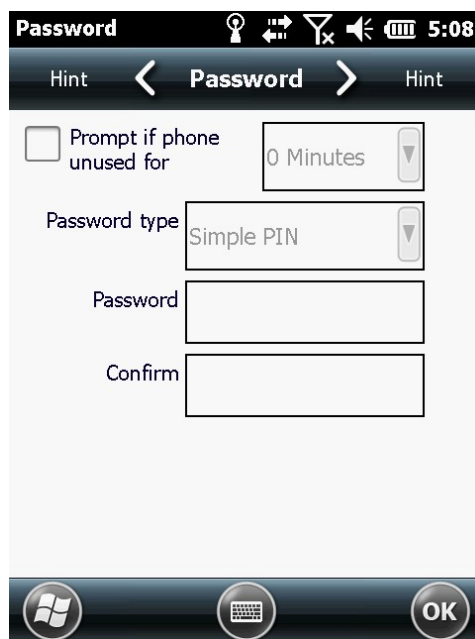 Password 5:08
Hint Password Hint
Prompt if phone
unused for
0 Minutes
Password type
Simple PIN
Password
Confirm
OK